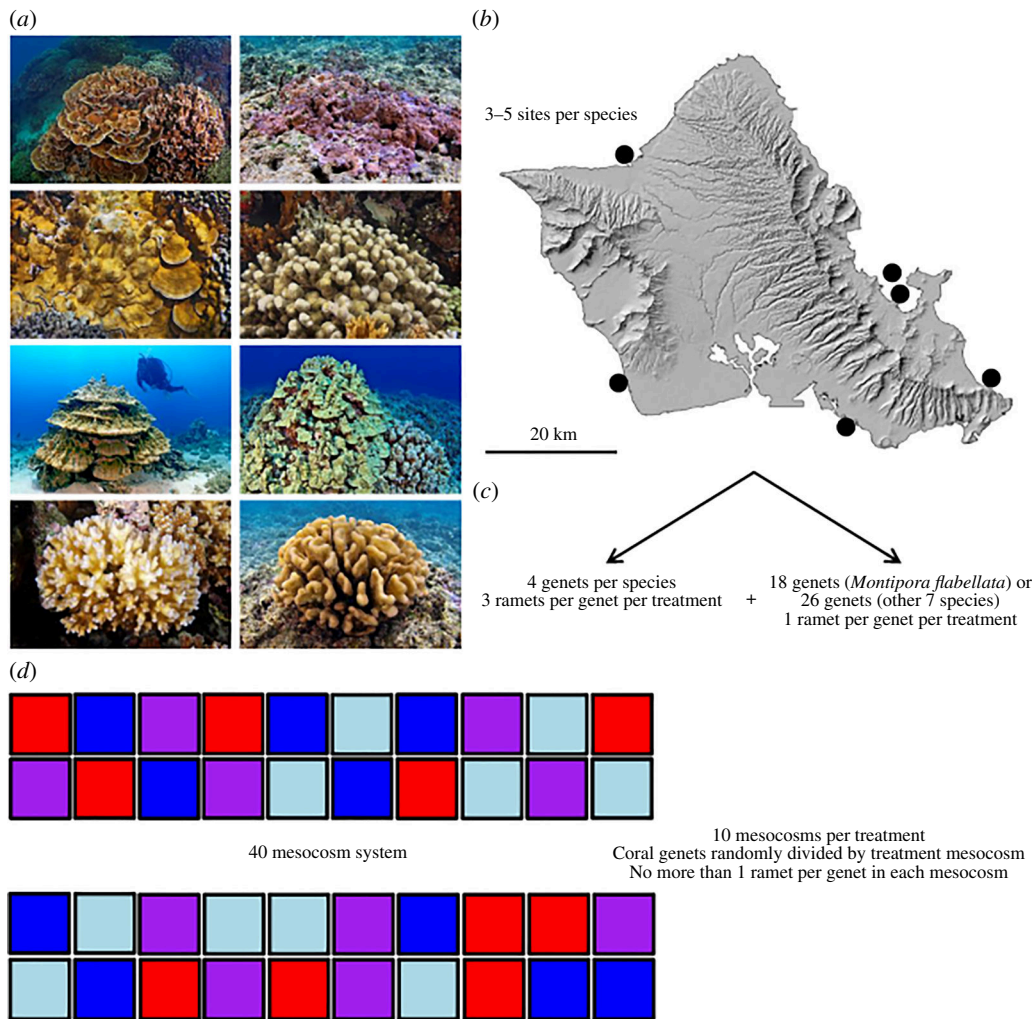 (a)
(b)
3–5 sites per species
20 km
(c)
4 genets per species
3 ramets per genet per treatment
+
18 genets (Montipora flabellata) or
26 genets (other 7 species)
1 ramet per genet per treatment
(d)
40 mesocosm system
10 mesocosms per treatment
Coral genets randomly divided by treatment mesocosm
No more than 1 ramet per genet in each mesocosm